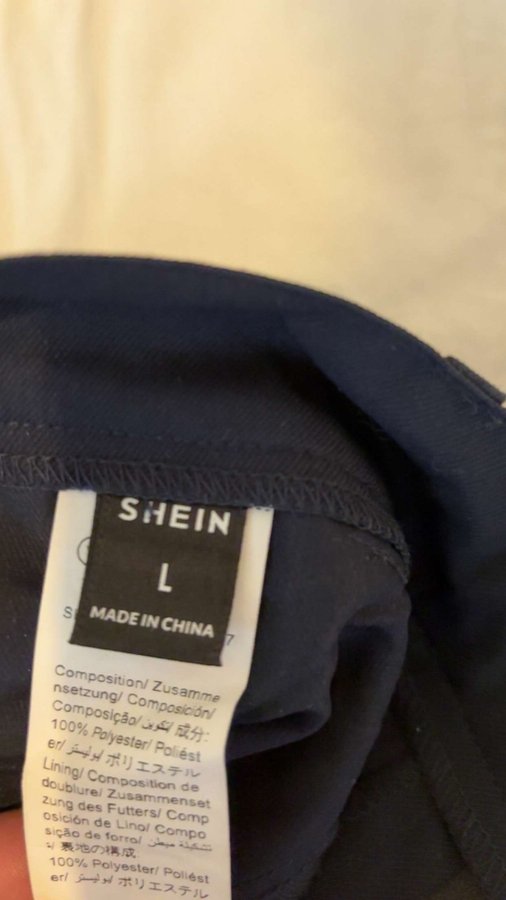 SHEIN
L
MADE IN CHINA
7
Composition/ Zusamme
nsetzung/ Composición/
Composição/ تكوين/ 成分:
100% Polyester/ Poliést
er/ بوليستر/ ポリエステル
Lining/ Composition de
doublure/ Zusammenset
zung des Futters/ Comp
osición de Lino/ Compo
sição de forro/ تشكيلة مبطن
/ 裏地の構成
100% Polyester/ Poliést
er/ بوليستر/ ポリエステル